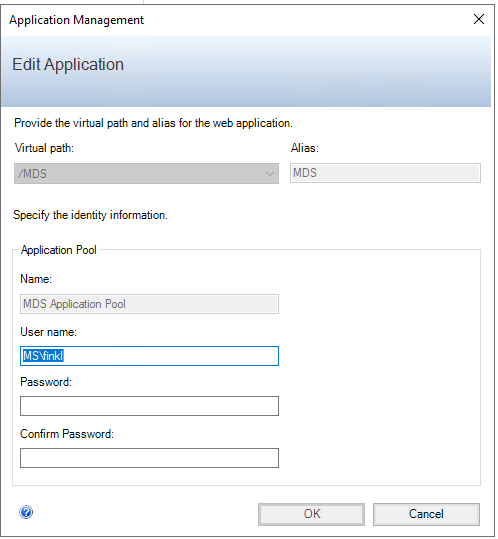 Application Management
Edit Application
Provide the virtual path and alias for the web application.
Virtual path:
Alias:
/MDS
MDS
Specify the identity information.
Application Pool
Name:
MDS Application Pool
User name:
MS\finkl
Password:
Confirm Password:
OK
Cancel